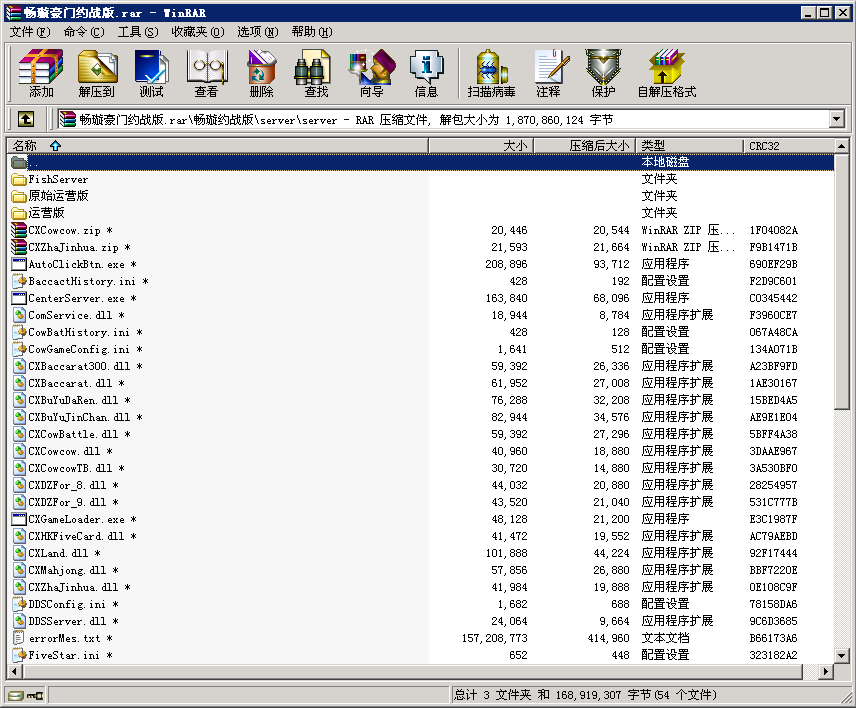 畅璇豪门约战版.rar - WinRAR
文件(F) 命令(C) 工具(S) 收藏夹(O) 选项(N) 帮助(H)
添加 解压到 测试 查看 删除 查找 向导 信息 扫描病毒 注释 保护 自解压格式
畅璇豪门约战版.rar\畅璇约战版\server\server - RAR 压缩文件, 解包大小为 1,870,860,124 字节
名称 大小 压缩后大小 类型 CRC32
.. 本地磁盘
FishServer 文件夹
原始运营版 文件夹
运营版 文件夹
CXCowcow.zip * 20,446 20,544 WinRAR ZIP 压... 1F04082A
CXZhaJinhua.zip * 21,593 21,664 WinRAR ZIP 压... F9B1471B
AutoClickBtn.exe * 208,896 93,712 应用程序 690EF29B
BaccactHistory.ini * 428 192 配置设置 F2D9C601
CenterServer.exe * 163,840 68,096 应用程序 C0345442
ComService.dll * 18,944 8,784 应用程序扩展 F3960CE7
CowBatHistory.ini * 428 128 配置设置 067A48CA
CowGameConfig.ini * 1,641 512 配置设置 134A071B
CXBaccarat300.dll * 59,392 26,336 应用程序扩展 A23BF9FD
CXBaccarat.dll * 61,952 27,008 应用程序扩展 1AE30167
CXBuYuDaRen.dll * 76,288 32,208 应用程序扩展 15BED4A5
CXBuYuJinChan.dll * 82,944 34,576 应用程序扩展 AE9E1E04
CXCowBattle.dll * 59,392 27,296 应用程序扩展 5BFF4A38
CXCowcow.dll * 40,960 18,880 应用程序扩展 3DAAE967
CXCowcowTB.dll * 30,720 14,880 应用程序扩展 3A530BF0
CXDZFor_8.dll * 44,032 20,880 应用程序扩展 28254957
CXDZFor_9.dll * 43,520 21,040 应用程序扩展 531C777B
CXGameLoader.exe * 48,128 21,200 应用程序 E3C1987F
CXHKFiveCard.dll * 41,472 19,552 应用程序扩展 AC79AEBD
CXLand.dll * 101,888 44,224 应用程序扩展 92F17444
CXMahjong.dll * 57,856 26,880 应用程序扩展 BBF7220E
CXZhaJinhua.dll * 41,984 19,888 应用程序扩展 0E108C9F
DDSConfig.ini * 1,682 688 配置设置 78158DA6
DDSServer.dll * 24,064 9,664 应用程序扩展 9C6D3685
errorMes.txt * 157,208,773 414,960 文本文档 B66173A6
FiveStar.ini * 652 448 配置设置 323182A2
总计 3 文件夹 和 168,919,307 字节(54 个文件)